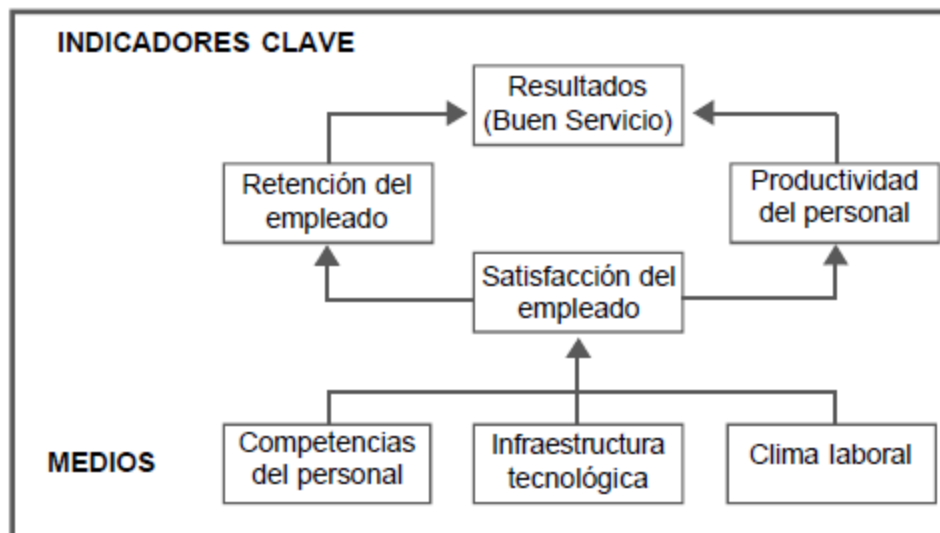 INDICADORES CLAVE
Resultados
(Buen Servicio)
Retención del
empleado
Productividad
del personal
Satisfacción del
empleado
MEDIOS
Competencias
del personal
Infraestructura
tecnológica
Clima laboral